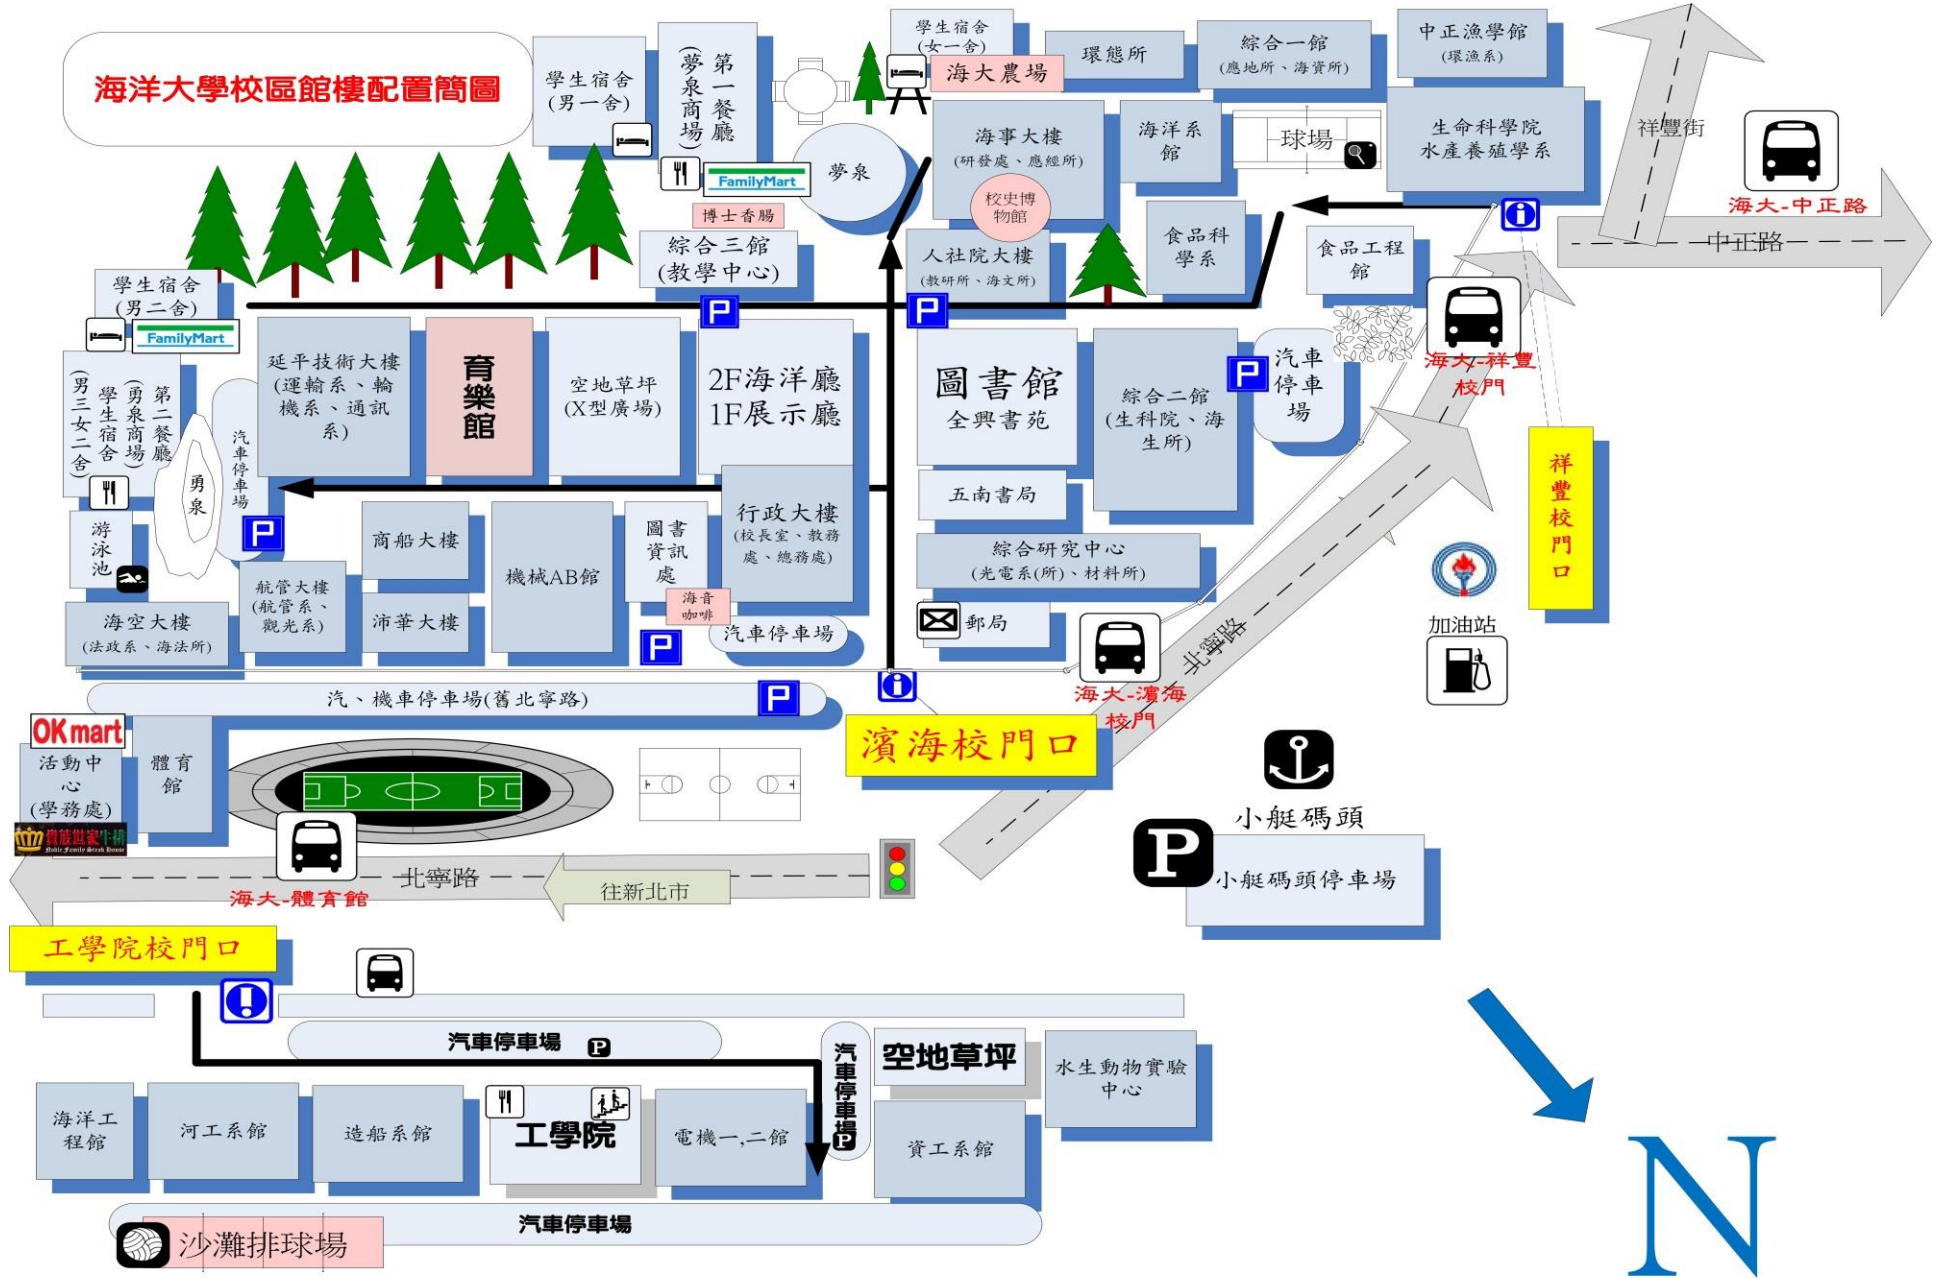 海洋大學校區館樓配置簡圖
學生宿舍
(男一舍)
第一餐廳
(夢泉商場)
FamilyMart
博士香腸
綜合三館
(教學中心)
夢泉
學生宿舍
(女一舍)
海大農場
環態所
綜合一館
(應地所、海資所)
中正漁學館
(環漁系)
海事大樓
(研發處、應經所)
校史博
物館
人社院大樓
(教研所、海文所)
海洋系
館
球場
生命科學院
水產養殖學系
食品科
學系
食品工程
館
祥豐街
海大-中正路
中正路
海大-祥豐
校門
祥豐校門口
學生宿舍
(男二舍)
FamilyMart
第二餐廳
(勇泉商場)
學生宿舍
(男三女二舍)
勇泉
汽車停車場
P
游泳池
海空大樓
(法政系、海法所)
延平技術大樓
(運輸系、輪
機系、通訊
系)
育樂館
空地草坪
(X型廣場)
P
2F海洋廳
1F展示廳
行政大樓
(校長室、教務
處、總務處)
P
圖書館
全興書苑
綜合二館
(生科院、海
生所)
P
汽車
停車
場
五南書局
綜合研究中心
(光電系(所)、材料所)
郵局
商船大樓
沛華大樓
航管大樓
(航管系、
觀光系)
機械AB館
圖書
資訊
處
海音
咖啡
P
汽車停車場
汽、機車停車場(舊北寧路)
P
濱海校門口
海大-濱海
校門
北寧路
加油站
OKmart
活動中
心
(學務處)
貴族世家牛排
Noble Family Steak House
體育
館
海大-體育館
北寧路
往新北市
小艇碼頭
P
小艇碼頭停車場
工學院校門口
汽車停車場
P
汽車停車場
P
空地草坪
水生動物實驗
中心
海洋工
程館
河工系館
造船系館
工學院
電機一,二館
資工系館
汽車停車場
沙灘排球場
N